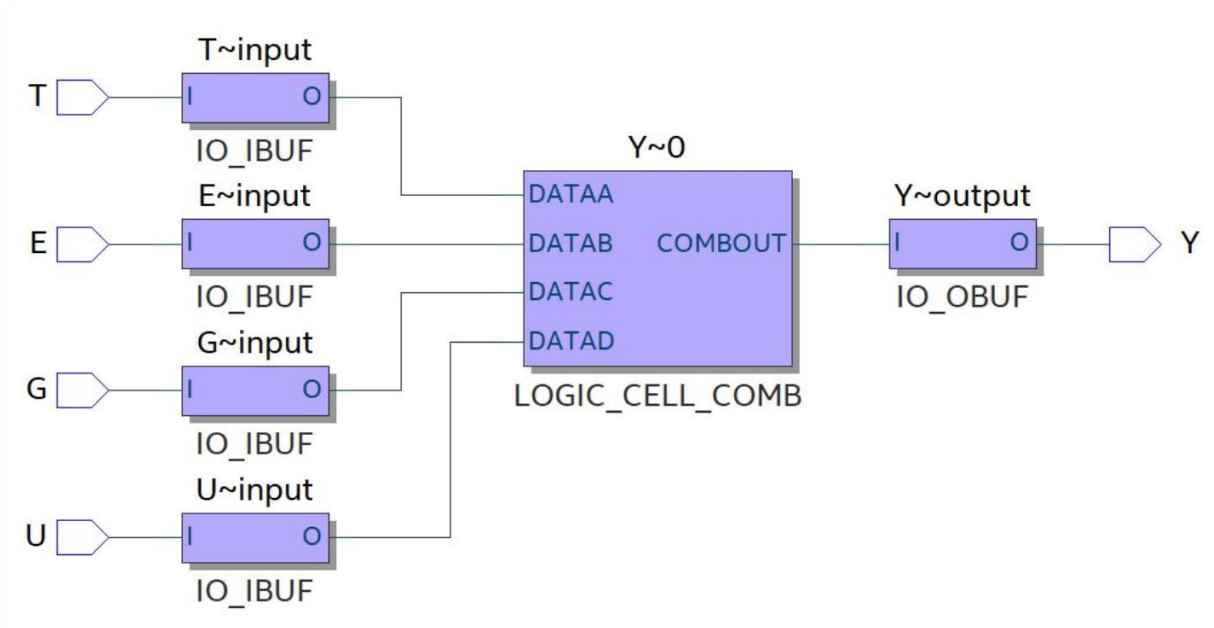 T~input
T
I O
IO_IBUF
E~input
E
I O
IO_IBUF
G~input
G
I O
IO_IBUF
U~input
U
I O
IO_IBUF
Y~0
DATAA
DATAB COMBOUT
DATAC
DATAD
LOGIC_CELL_COMB
Y~output
I O
Y
IO_OBUF